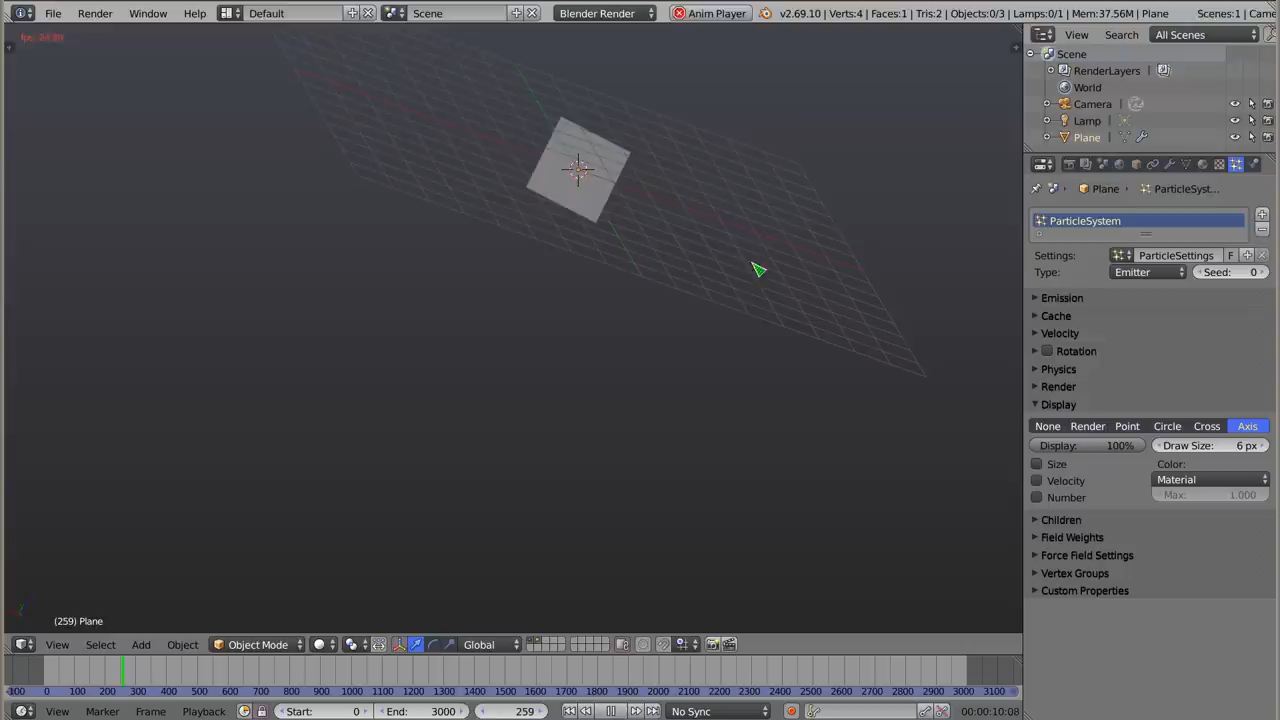 File Render Window Help Default Scene Blender Render Anim Player v2.69.10 | Verts:4 | Faces:1 | Tris:2 | Objects:0/3 | Lamps:0/1 | Mem:37.56M | Plane Scenes:1 | Came
View Search All Scenes
Scene
RenderLayers
World
Camera
Lamp
Plane
Plane ParticleSyst...
ParticleSystem
Settings: ParticleSettings F
Type: Emitter Seed: 0
Emission
Cache
Velocity
Rotation
Physics
Render
Display
None Render Point Circle Cross Axis
Display: 100% Draw Size: 6 px
Size Color:
Velocity Material
Number Max: 1.000
Children
Field Weights
Force Field Settings
Vertex Groups
Custom Properties
(259) Plane
View Select Add Object Object Mode Global
-100 0 100 200 300 400 500 600 700 800 900 1000 1100 1200 1300 1400 1500 1600 1700 1800 1900 2000 2100 2200 2300 2400 2500 2600 2700 2800 2900 3000 3100
View Marker Frame Playback Start: 0 End: 3000 259 No Sync 00:00:10:08